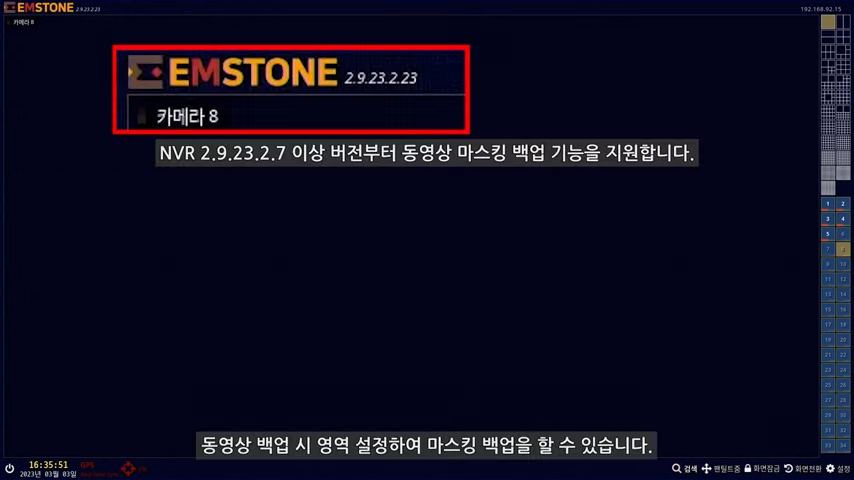 EMSTONE 2.9.23.2.23
192.168.92.15
카메라 8
EMSTONE 2.9.23.2.23
카메라 8
NVR 2.9.23.2.7 이상 버전부터 동영상 마스킹 백업 기능을 지원합니다.
1 2
3 4
5 6
7 8
9 10
11 12
13 14
15 16
17 18
19 20
21 22
23 24
25 26
27 28
29 30
31 32
33 34
동영상 백업 시 영역 설정하여 마스킹 백업을 할 수 있습니다.
16:35:51 GPS
2023년 03월 03일
검색 팬틸트줌 화면잠금 화면전환 설정